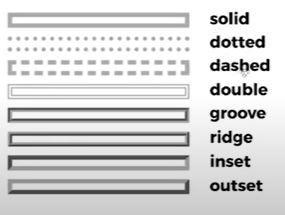 solid
dotted
dashed
double
groove
ridge
inset
outset